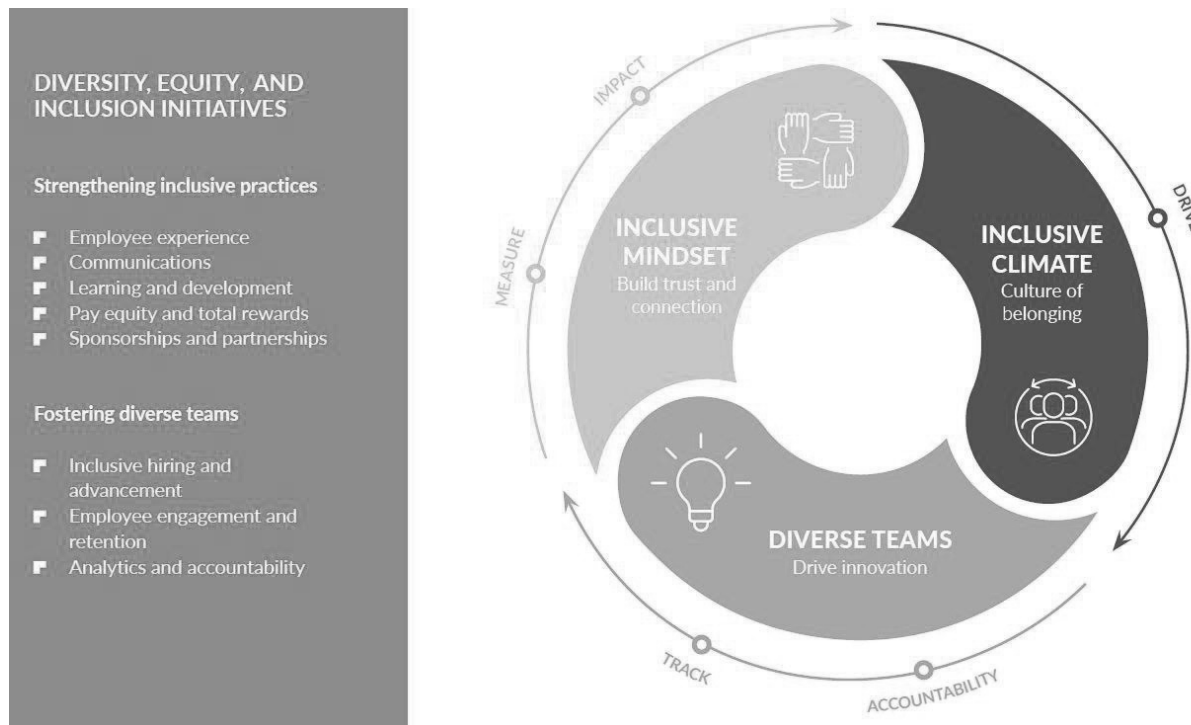 DIVERSITY, EQUITY, AND
INCLUSION INITIATIVES
Strengthening inclusive practices
Employee experience
Communications
Learning and development
Pay equity and total rewards
Sponsorships and partnerships
Fostering diverse teams
Inclusive hiring and
advancement
Employee engagement and
retention
Analytics and accountability
IMPACT
MEASURE
INCLUSIVE
MINDSET
Build trust and
connection
DRIVE
INCLUSIVE
CLIMATE
Culture of
belonging
DIVERSE TEAMS
Drive innovation
TRACK
ACCOUNTABILITY